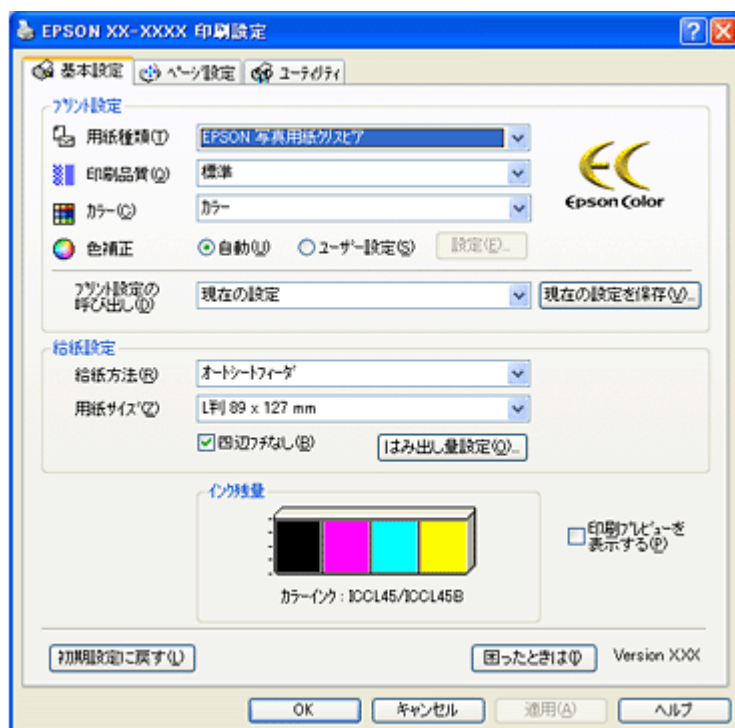 EPSON XX-XXXX 印刷設定
基本設定 ページ設定 ユーティリティ
プリント設定
用紙種類(T) EPSON 写真用紙クリスピア
印刷品質(Q) 標準
カラー(C) カラー
色補正 自動(U) ユーザー設定(S) 設定(E)...
EC
Epson Color
プリント設定の
呼び出し(D) 現在の設定 現在の設定を保存(V)...
給紙設定
給紙方法(R) オートシートフィーダ
用紙サイズ(Z) L判 89 x 127 mm
四辺フチなし(B) はみ出し量設定(O)...
インク残量
カラーインク : ICCL45/ICCL45B
印刷プレビューを
表示する(P)
初期設定に戻す(L) 困ったときは(I) Version X.XX
OK キャンセル 適用(A) ヘルプ